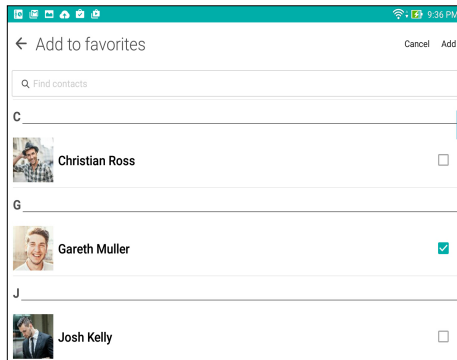 9:36 PM
Add to favorites
Cancel Add
Find contacts
C
Christian Ross
G
Gareth Muller
J
Josh Kelly